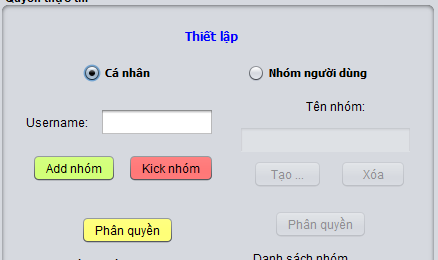 Thiết lập
Cá nhân
Nhóm người dùng
Tên nhóm:
Username:
Add nhóm
Kick nhóm
Tạo ...
Xóa
Phân quyền
Phân quyền
Danh sách nhóm